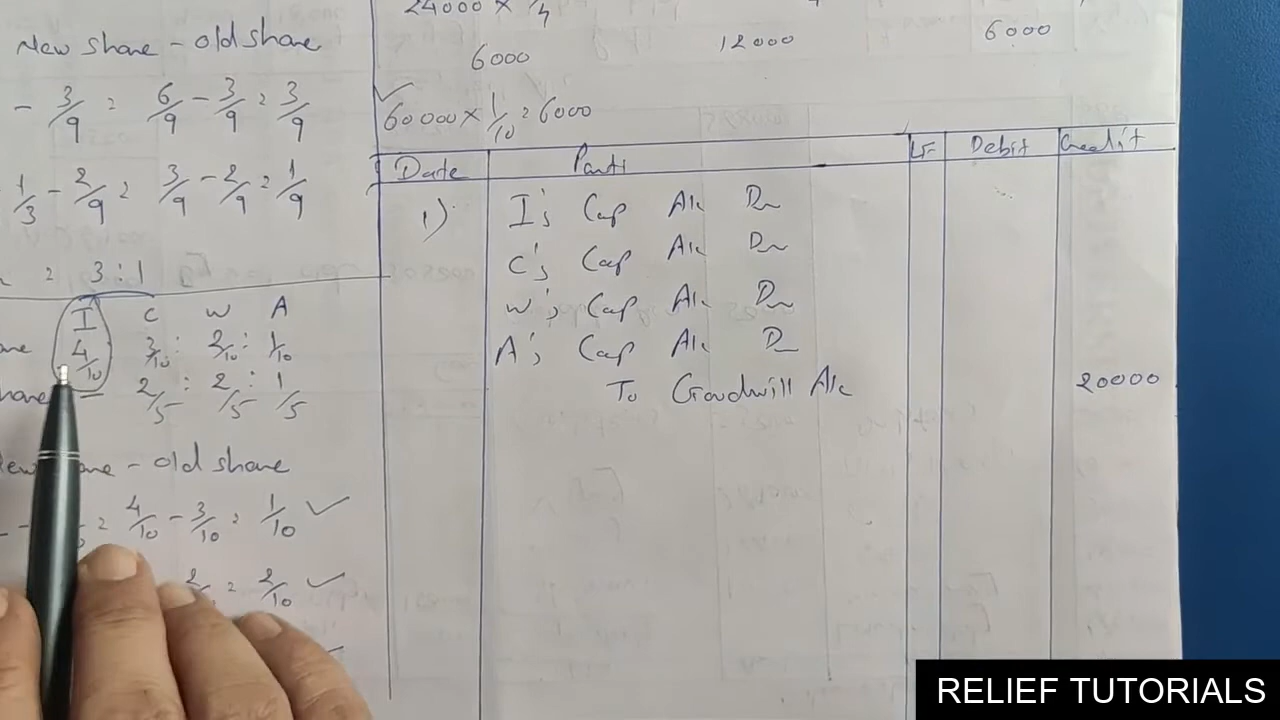 New share - old share
- 3/9 = 6/9 - 3/9 = 3/9
1/3 - 2/9 = 3/9 - 2/9 = 1/9
= 3:1
I C W A
4/10 3/10 : 2/10 : 1/10
2/5 : 2/5 : 1/5
- old share
= 4/10 - 3/10 = 1/10 ✓
= 2/10 ✓
24000 × 1/4
6000 12000 6000
60000 × 1/10 = 6000
Date Parti LF Debit Credit
1) I's Cap A/c Dr
C's Cap A/c Dr
W's Cap A/c Dr
A's Cap A/c Dr
To Goodwill A/c 20000
RELIEF TUTORIALS